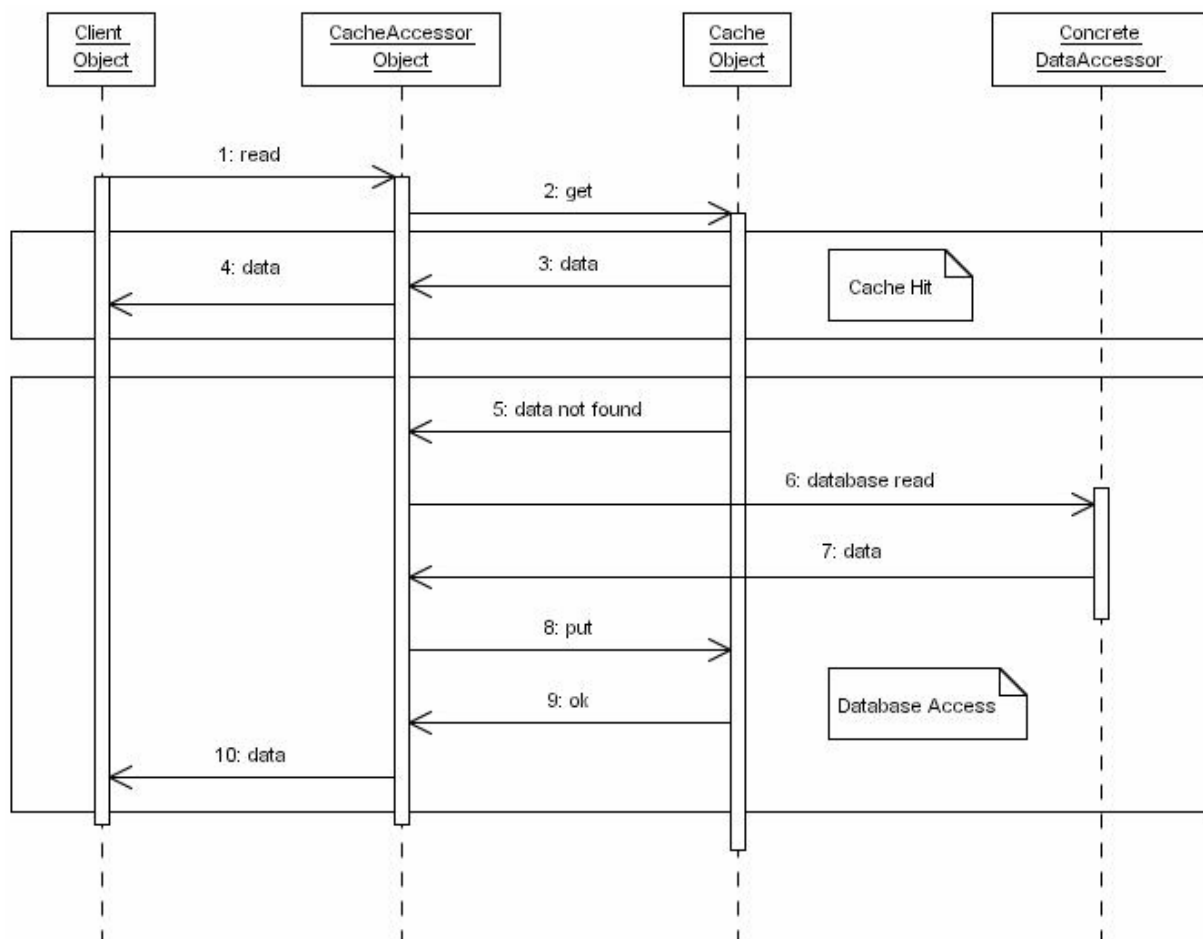 Client
Object
CacheAccessor
Object
Cache
Object
Concrete
DataAccessor
1: read
2: get
4: data
3: data
Cache Hit
5: data not found
6: database read
7: data
8: put
9: ok
Database Access
10: data